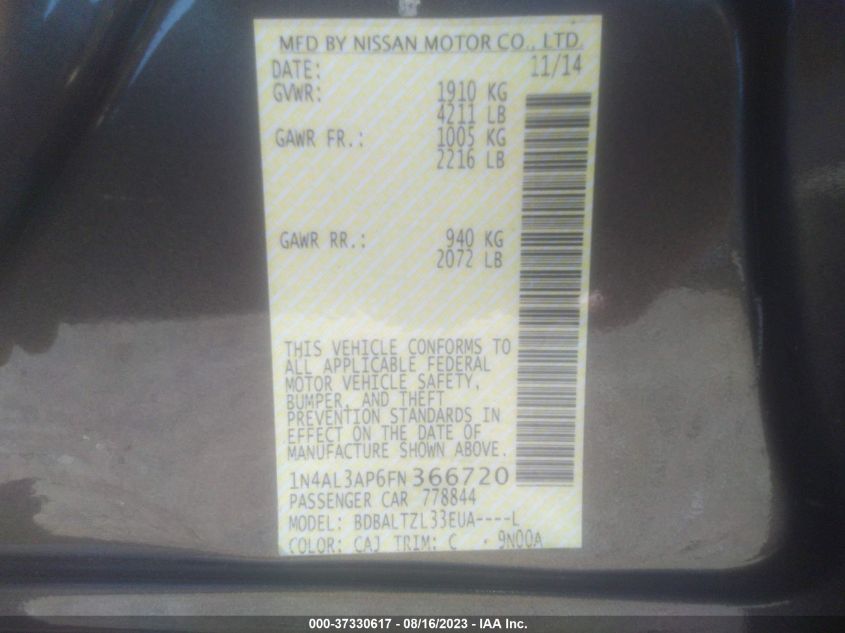 MFD BY NISSAN MOTOR CO., LTD.
DATE: 11/14
GVWR: 1910 KG
4211 LB
GAWR FR.: 1005 KG
2216 LB
GAWR RR.: 940 KG
2072 LB
THIS VEHICLE CONFORMS TO
ALL APPLICABLE FEDERAL
MOTOR VEHICLE SAFETY,
BUMPER, AND THEFT
PREVENTION STANDARDS IN
EFFECT ON THE DATE OF
MANUFACTURE SHOWN ABOVE.
1N4AL3AP6FN366720
PASSENGER CAR 778844
MODEL: BDBALTZL33EUA----L
COLOR: CAJ TRIM: C 9N00A
000-37330617 - 08/16/2023 - IAA Inc.